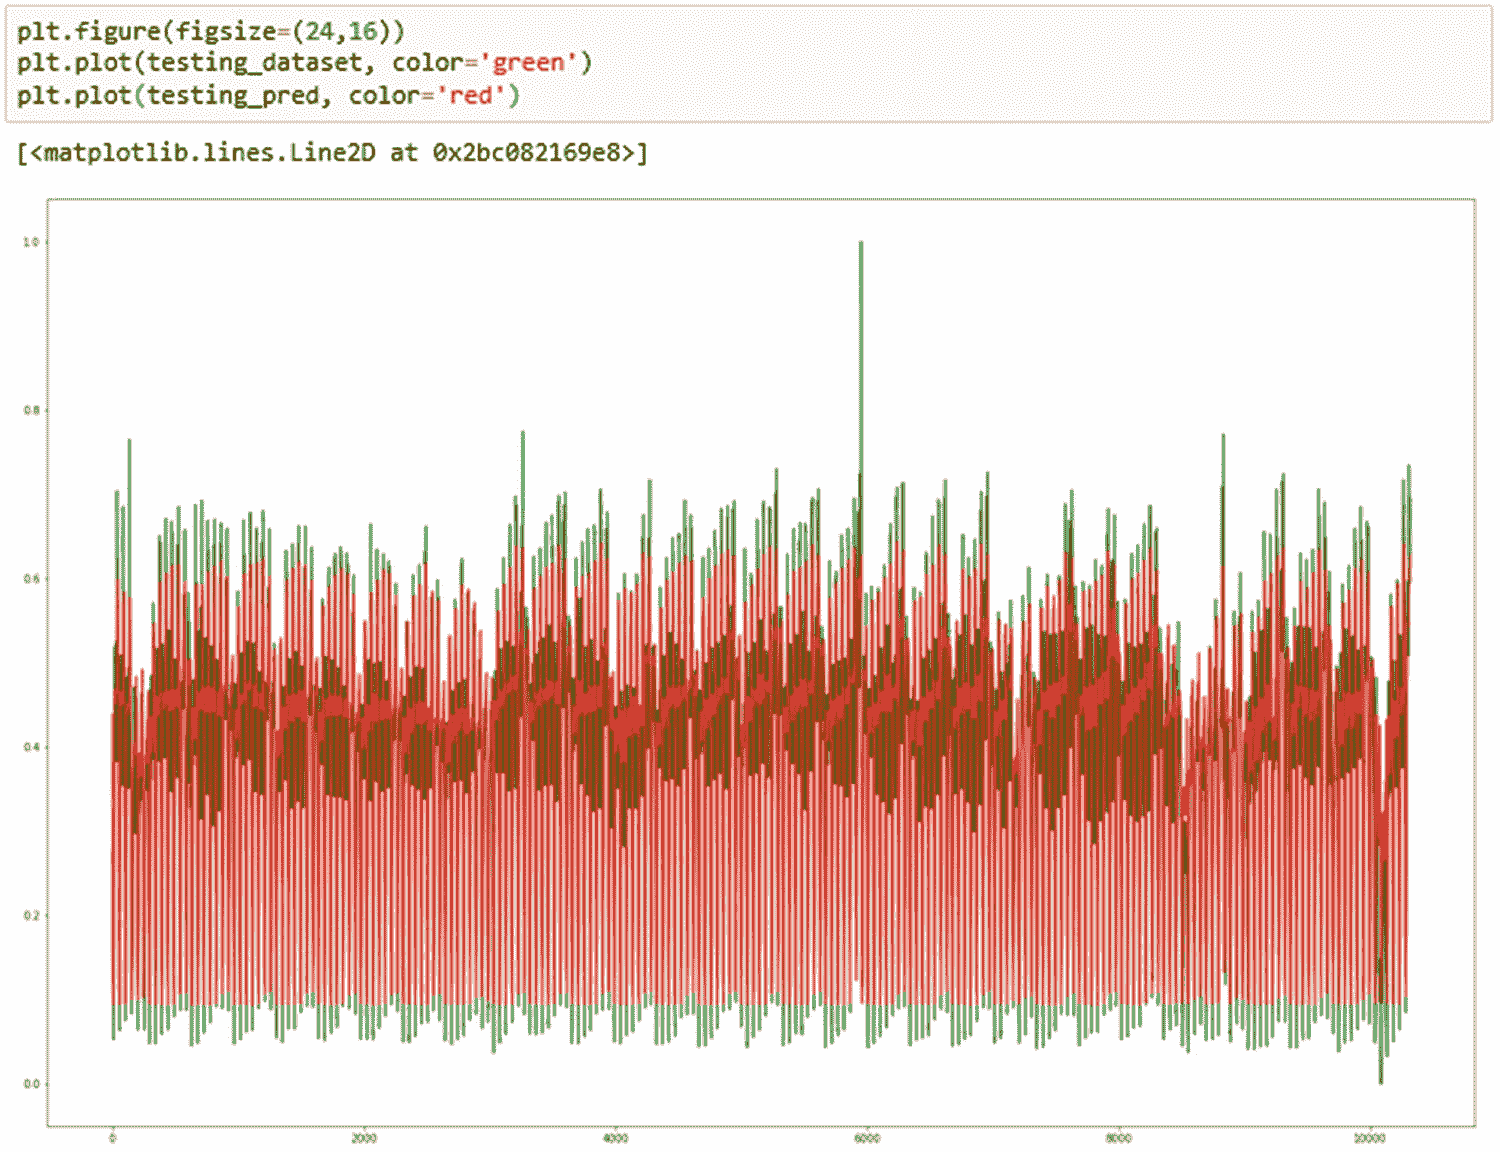 plt.figure(figsize=(24,16))
plt.plot(testing_dataset, color='green')
plt.plot(testing_pred, color='red')
[<matplotlib.lines.Line2D at 0x2bc082169e8>]
1.0
0.8
0.6
0.4
0.2
0.0
0 2000 4000 6000 8000 10000